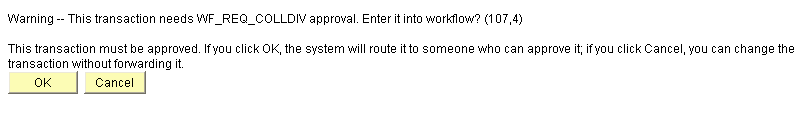 Warning -- This transaction needs WF_REQ_COLLDIV approval. Enter it into workflow? (107,4)
This transaction must be approved. If you click OK, the system will route it to someone who can approve it; if you click Cancel, you can change the
transaction without forwarding it.
OK Cancel